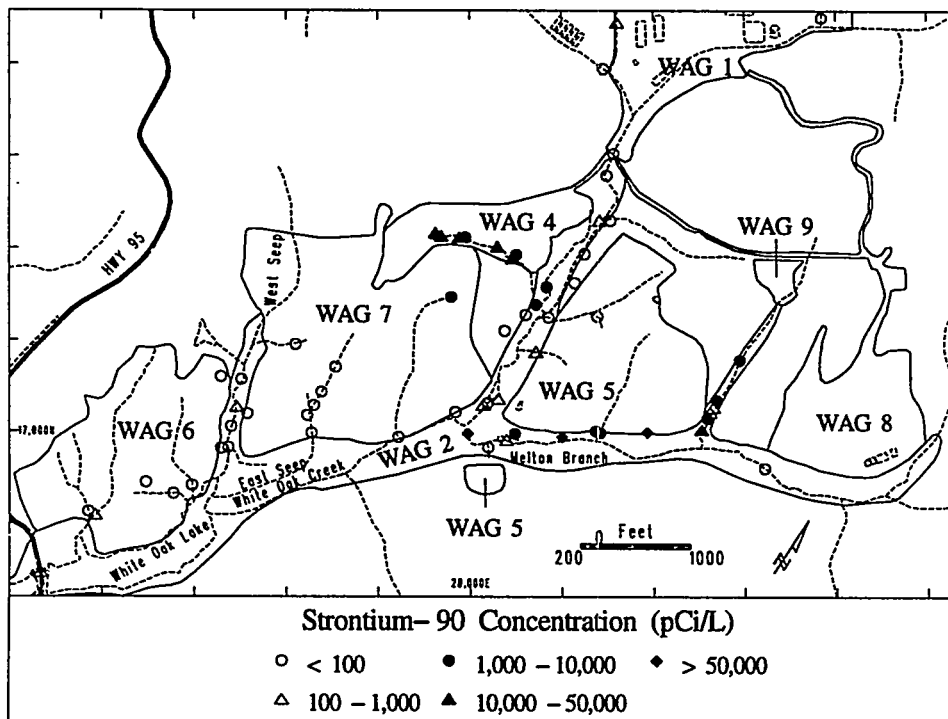 WAG 1
WAG 4
WAG 9
HWY 95
West Seep
WAG 7
WAG 5
WAG 8
17,000N
WAG 6
WAG 2
Melton Branch
East Seep
White Oak Creek
White Oak Lake
WAG 5
Feet
200 1000
N
20,000E
Strontium-90 Concentration (pCi/L)
< 100 1,000 - 10,000 > 50,000
100 - 1,000 10,000 - 50,000